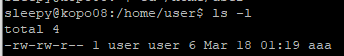 sleepy@kopo08:/home/user$ ls -l
total 4
-rw-rw-r-- 1 user user 6 Mar 18 01:19 aaa